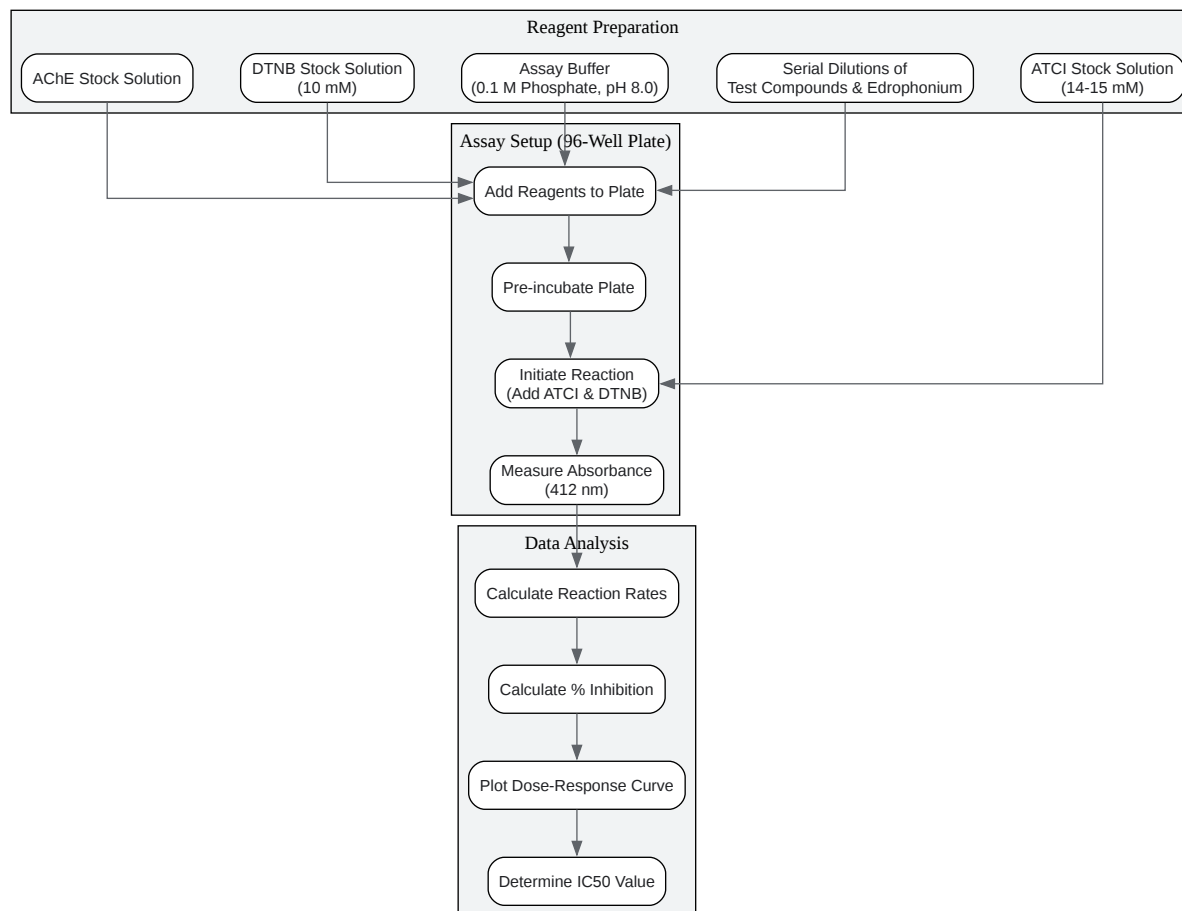 Reagent Preparation
AChE Stock Solution
DTNB Stock Solution
(10 mM)
Assay Buffer
(0.1 M Phosphate, pH 8.0)
Serial Dilutions of
Test Compounds & Edrophonium
ATCI Stock Solution
(14-15 mM)
Assay Setup (96-Well Plate)
Add Reagents to Plate
Pre-incubate Plate
Initiate Reaction
(Add ATCI & DTNB)
Measure Absorbance
(412 nm)
Data Analysis
Calculate Reaction Rates
Calculate % Inhibition
Plot Dose-Response Curve
Determine IC50 Value